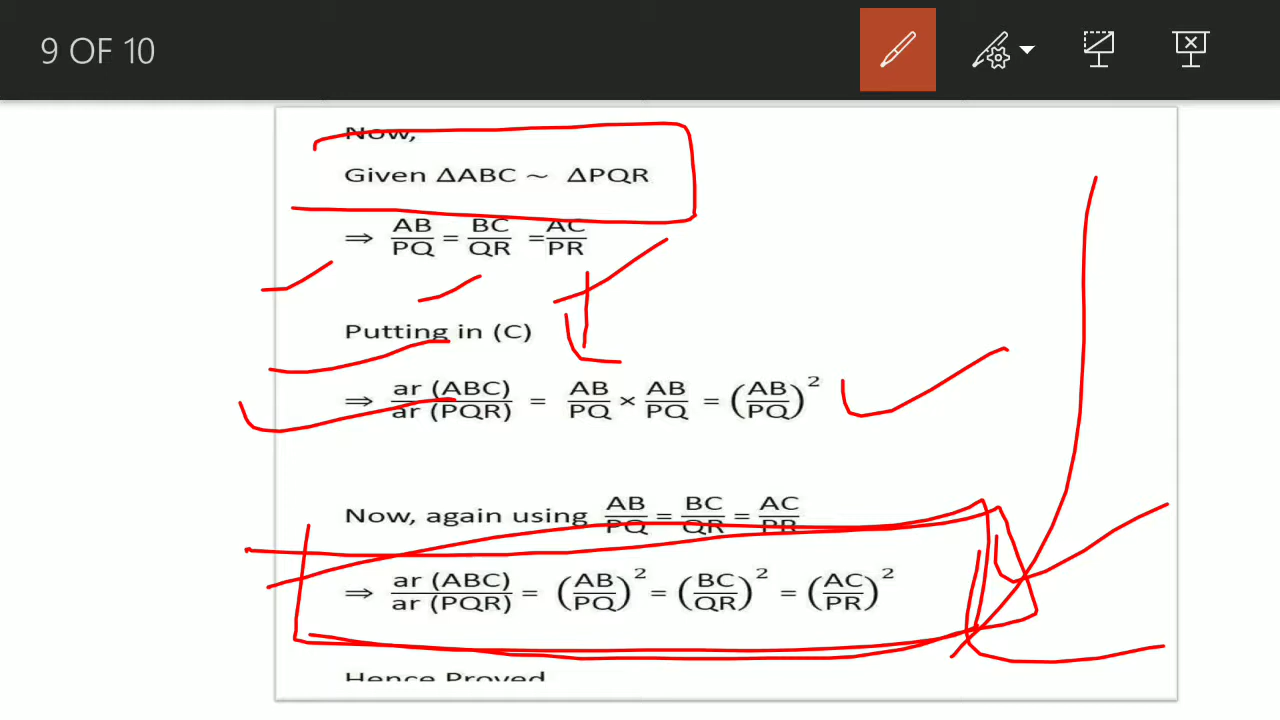 9 OF 10
Now,
Given ΔABC ~ ΔPQR
⇒ AB/PQ = BC/QR = AC/PR
Putting in (C)
⇒ ar (ABC)/ar (PQR) = AB/PQ × AB/PQ = (AB/PQ)²
Now, again using AB/PQ = BC/QR = AC/PR
⇒ ar (ABC)/ar (PQR) = (AB/PQ)² = (BC/QR)² = (AC/PR)²
Hence Proved